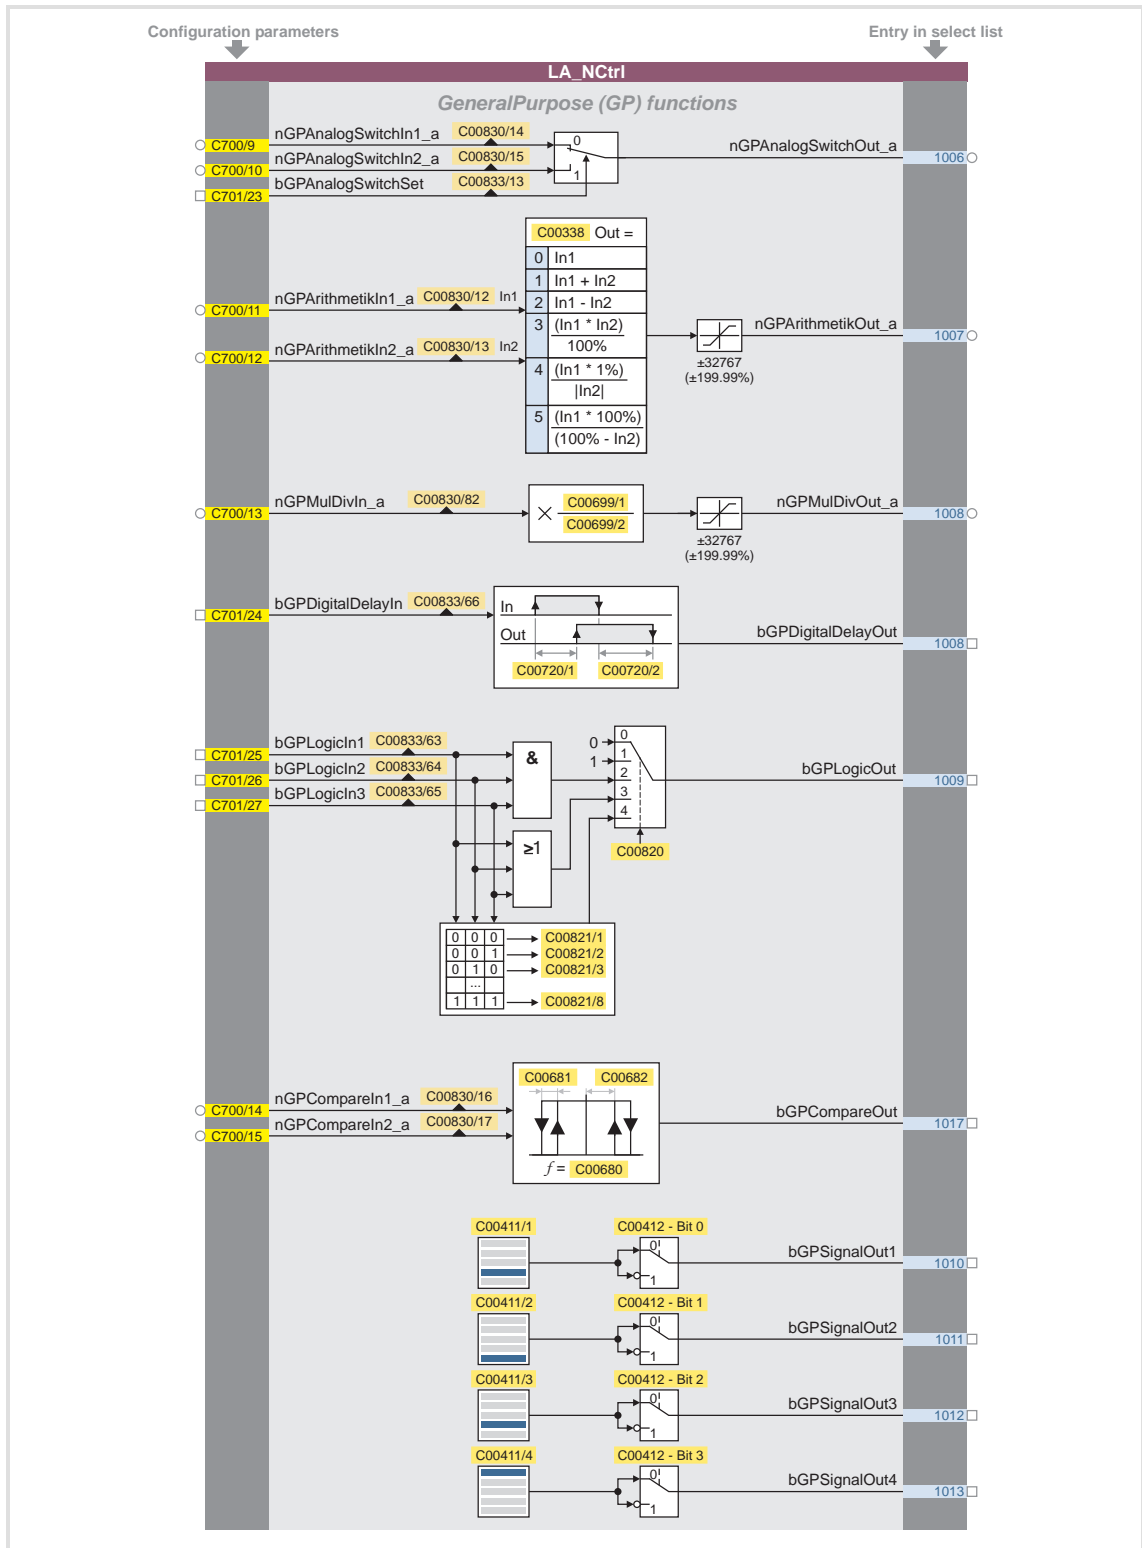 Configuration parameters
Entry in select list
LA_NCtrl
GeneralPurpose (GP) functions
nGPAnalogSwitchIn1_a C00830/14
C700/9
0
nGPAnalogSwitchOut_a
nGPAnalogSwitchIn2_a C00830/15
1006
C700/10
1
bGPAnalogSwitchSet C00833/13
C701/23
C00338 Out =
0 In1
1 In1 + In2
2 In1 - In2
3 (In1 * In2)
100%
4 (In1 * 1%)
|In2|
5 (In1 * 100%)
(100% - In2)
nGPArithmetikIn1_a C00830/12 In1
C700/11
nGPArithmetikIn2_a C00830/13 In2
C700/12
nGPArithmetikOut_a
1007
±32767
(±199.99%)
nGPMulDivIn_a C00830/82
C700/13
× C00699/1
C00699/2
nGPMulDivOut_a
1008
±32767
(±199.99%)
bGPDigitalDelayIn C00833/66
C701/24
In
Out
C00720/1 C00720/2
bGPDigitalDelayOut
1008
bGPLogicIn1 C00833/63
C701/25
bGPLogicIn2 C00833/64
C701/26
bGPLogicIn3 C00833/65
C701/27
&
≥1
0 0
1 1
2
3
4
C00820
bGPLogicOut
1009
0 0 0 C00821/1
0 0 1 C00821/2
0 1 0 C00821/3
...
1 1 1 C00821/8
nGPCompareIn1_a C00830/16
C700/14
nGPCompareIn2_a C00830/17
C700/15
C00681 C00682
f = C00680
bGPCompareOut
1017
C00411/1 C00412 - Bit 0
0
1
bGPSignalOut1
1010
C00411/2 C00412 - Bit 1
0
1
bGPSignalOut2
1011
C00411/3 C00412 - Bit 2
0
1
bGPSignalOut3
1012
C00411/4 C00412 - Bit 3
0
1
bGPSignalOut4
1013